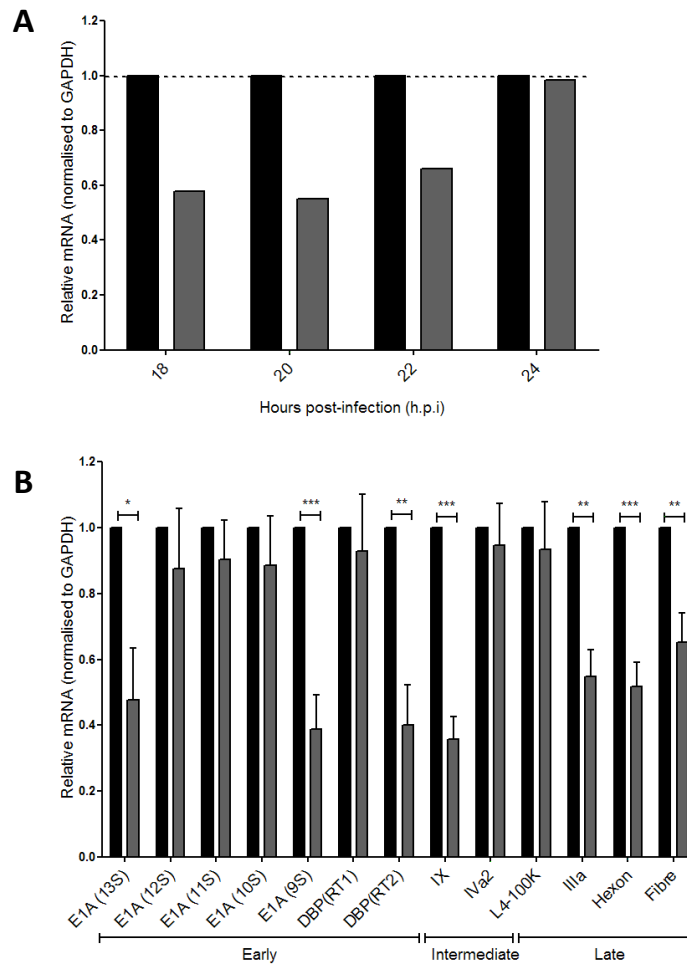 A
Relative mRNA (normalised to GAPDH)
1.2
1.0
0.8
0.6
0.4
0.2
0.0
18 20 22 24
Hours post-infection (h.p.i)
B
Relative mRNA (normalised to GAPDH)
1.2
1.0
0.8
0.6
0.4
0.2
0.0
* *** ** *** ** *** **
E1A (13S) E1A (12S) E1A (11S) E1A (10S) E1A (9S) DBP(RT1) DBP(RT2) IX IVa2 L4-100K IIIa Hexon Fibre
Early Intermediate Late